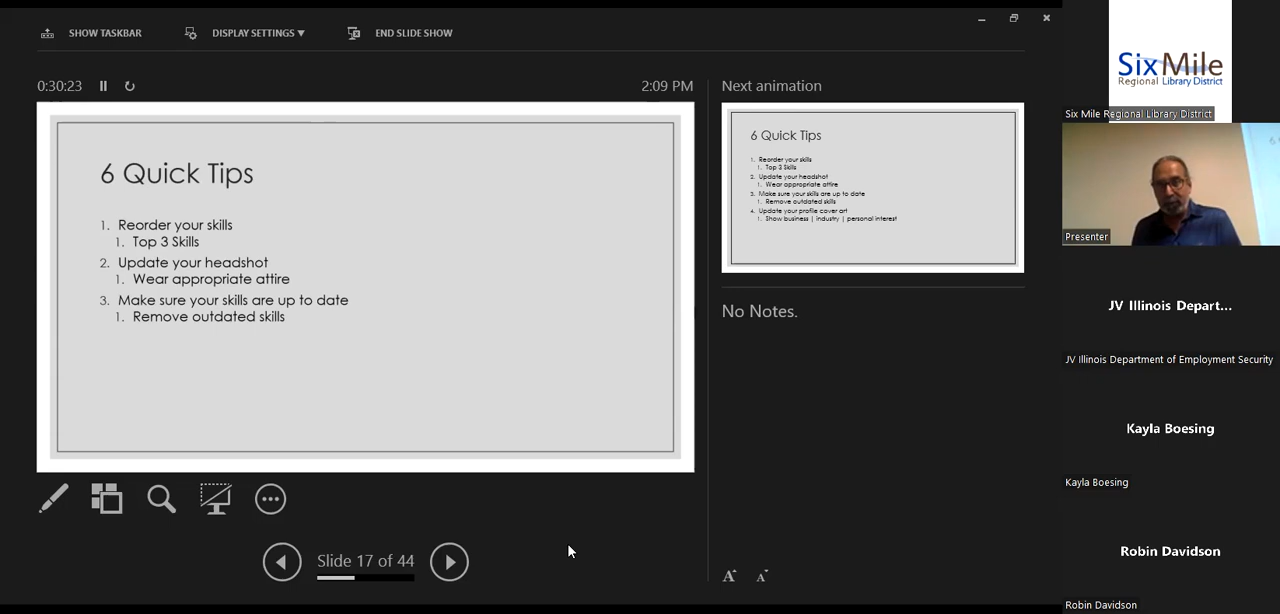 SHOW TASKBAR
DISPLAY SETTINGS ▼
END SLIDE SHOW
0:30:23
2:09 PM
6 Quick Tips
1. Reorder your skills
1. Top 3 Skills
2. Update your headshot
1. Wear appropriate attire
3. Make sure your skills are up to date
1. Remove outdated skills
Slide 17 of 44
Next animation
6 Quick Tips
1. Reorder your skills
1. Top 3 Skills
2. Update your headshot
1. Wear appropriate attire
3. Make sure your skills are up to date
1. Remove outdated skills
4. Update your profile cover art
1. Show business | industry | personal interest
No Notes.
A A
SixMile
Regional Library District
Six Mile Regional Library District
Presenter
JV Illinois Depart...
JV Illinois Department of Employment Security
Kayla Boesing
Kayla Boesing
Robin Davidson
Robin Davidson